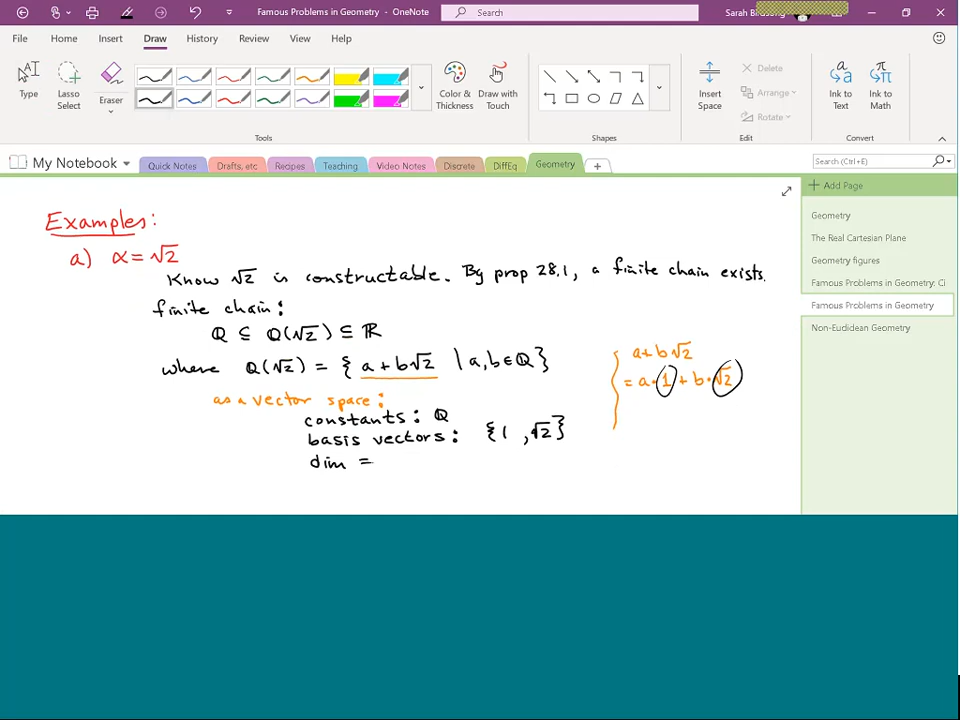 Famous Problems in Geometry - OneNote
Search
File Home Insert Draw History Review View Help
Type
Lasso Select
Eraser
Color & Thickness
Draw with Touch
Insert Space
Delete
Arrange
Rotate
Ink to Text
Ink to Math
Tools
Shapes
Edit
Convert
My Notebook
Quick Notes Drafts, etc Recipes Teaching Video Notes Discrete DiffEq Geometry
Search (Ctrl+E)
Add Page
Geometry
The Real Cartesian Plane
Geometry figures
Famous Problems in Geometry: Ci
Famous Problems in Geometry
Non-Euclidean Geometry
Examples:
a) α = √2
Know √2 is constructable. By prop 28.1, a finite chain exists.
finite chain:
ℚ ⊆ ℚ(√2) ⊆ ℝ
where ℚ(√2) = { a + b√2 | a, b ∈ ℚ }
a + b√2
= a · 1 + b · √2
as a vector space:
constants: ℚ
basis vectors: {1, √2}
dim =